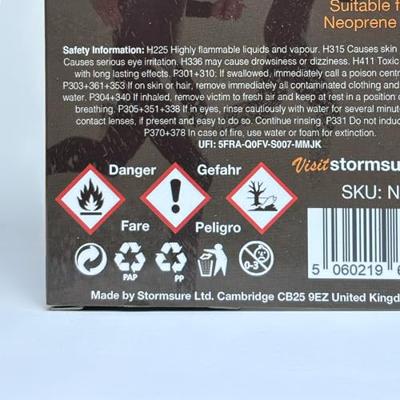 Suitable f
Neoprene
Safety Information: H225 Highly flammable liquids and vapour. H315 Causes skin
Causes serious eye irritation. H336 may cause drowsiness or dizziness. H411 Toxic
with long lasting effects. P301+310: If swallowed, immediately call a poison centr
P303+361+353 If on skin or hair, remove immediately all contaminated clothing and
water. P304+340 If inhaled, remove victim to fresh air and keep at rest in a position c
breathing. P305+351+338 If in eyes, rinse continuously with water for several minute
contact lenses, if present and easy to do so. Continue rinsing. P331 Do not induc
P370+378 In case of fire, use water or foam for extinction.
UFI: 5FRA-Q0FV-S007-MMJK
Visit stormsure
Danger Gefahr
SKU: N
Fare Peligro
PAP PP 0-3
5 060219 6
Made by Stormsure Ltd. Cambridge CB25 9EZ United Kingd